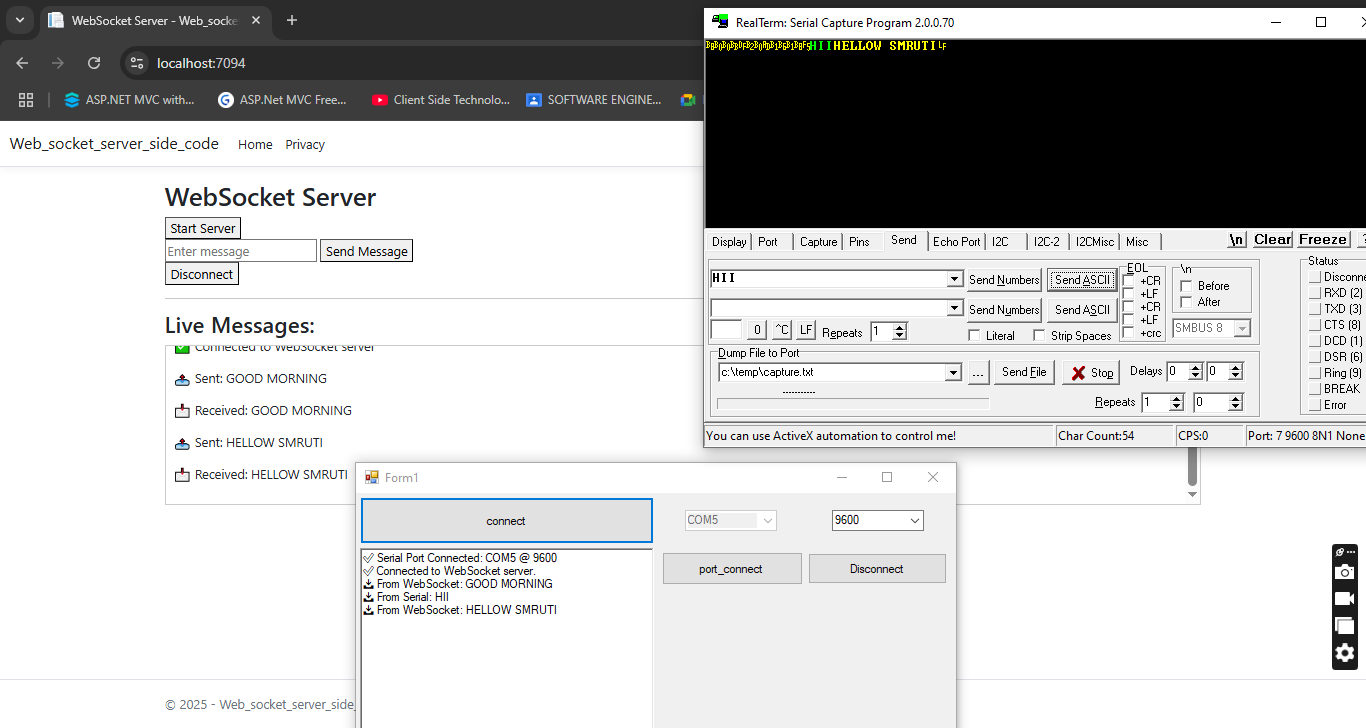 WebSocket Server - Web_socke
localhost:7094
ASP.NET MVC with...
ASP.Net MVC Free...
Client Side Technolo...
SOFTWARE ENGINE...
Web_socket_server_side_code
Home
Privacy
WebSocket Server
Start Server
Enter message
Send Message
Disconnect
Live Messages:
Connected to WebSocket server
Sent: GOOD MORNING
Received: GOOD MORNING
Sent: HELLOW SMRUTI
Received: HELLOW SMRUTI
© 2025 - Web_socket_server_side_
RealTerm: Serial Capture Program 2.0.0.70
HIIHELLOW SMRUTI LF
Display
Port
Capture
Pins
Send
Echo Port
I2C
I2C-2
I2CMisc
Misc
\n
Clear
Freeze
?
HII
Send Numbers
Send ASCII
Send Numbers
Send ASCII
0
^C
LF
Repeats
1
Literal
Strip Spaces
EOL
+CR
+LF
+CR
+LF
+crc
\n
Before
After
SMBUS 8
Dump File to Port
c:\temp\capture.txt
...
Send File
Stop
Delays
0
0
Repeats
1
0
Status
Disconne
RXD (2)
TXD (3)
CTS (8)
DCD (1)
DSR (6)
Ring (9)
BREAK
Error
You can use ActiveX automation to control me!
Char Count:54
CPS:0
Port: 7 9600 8N1 None
Form1
connect
COM5
9600
port_connect
Disconnect
Serial Port Connected: COM5 @ 9600
Connected to WebSocket server.
From WebSocket: GOOD MORNING
From Serial: HII
From WebSocket: HELLOW SMRUTI